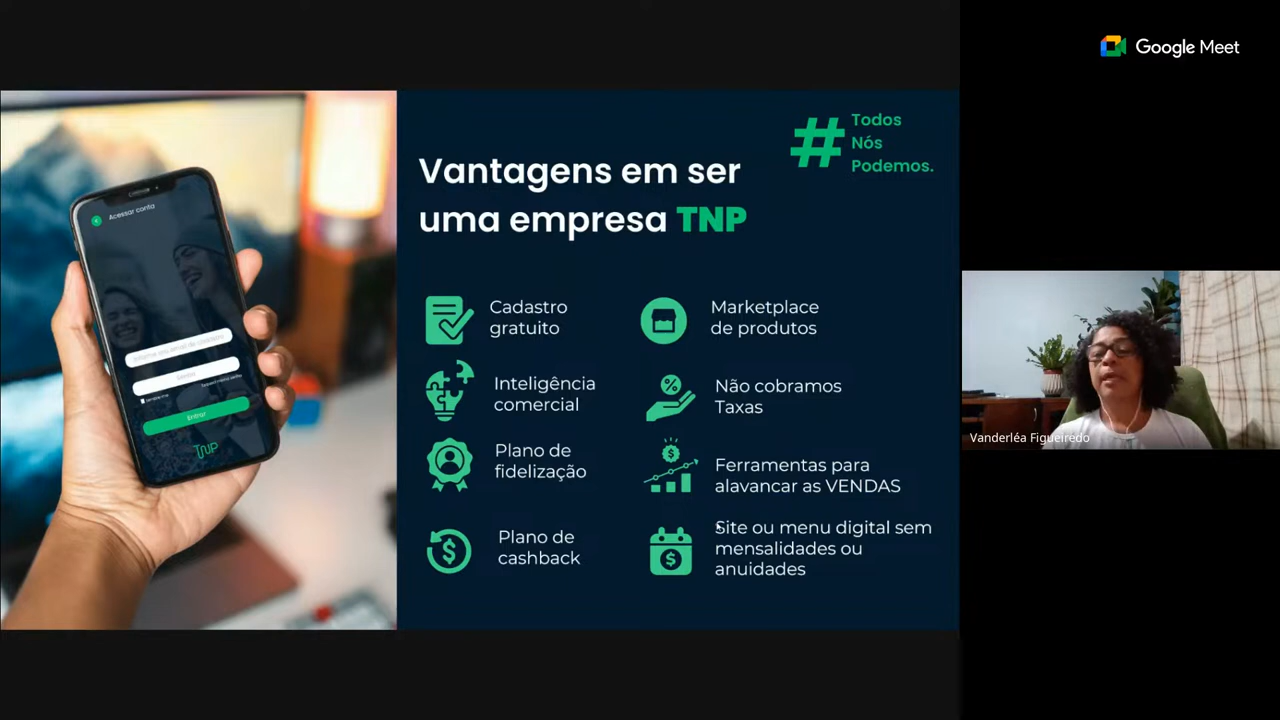 Google Meet
Todos
Nós
Podemos.
#
Vantagens em ser
uma empresa TNP
Cadastro
gratuito
Marketplace
de produtos
Inteligência
comercial
Não cobramos
Taxas
Plano de
fidelização
Ferramentas para
alavancar as VENDAS
Plano de
cashback
Site ou menu digital sem
mensalidades ou
anuidades
Acessar conta
Entrar
TNP
Vanderléa Figueiredo